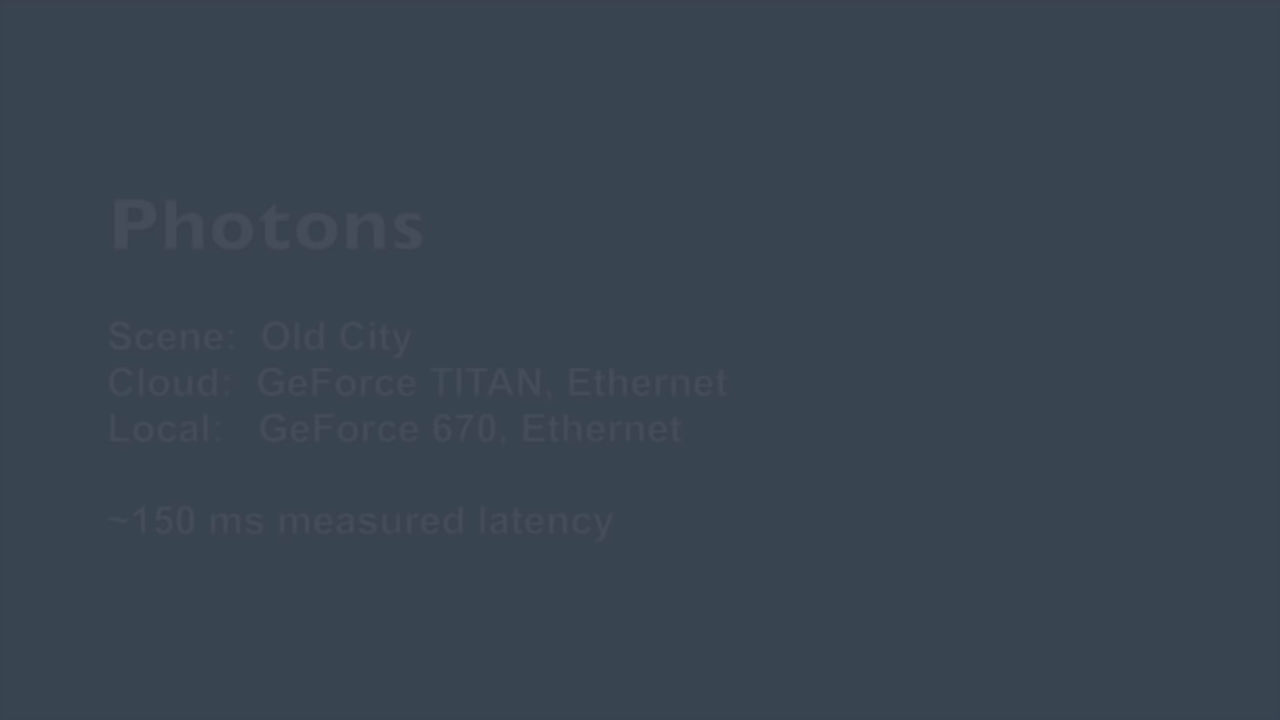 Photons
Scene: Old City
Cloud: GeForce TITAN, Ethernet
Local: GeForce 670, Ethernet
~150 ms measured latency